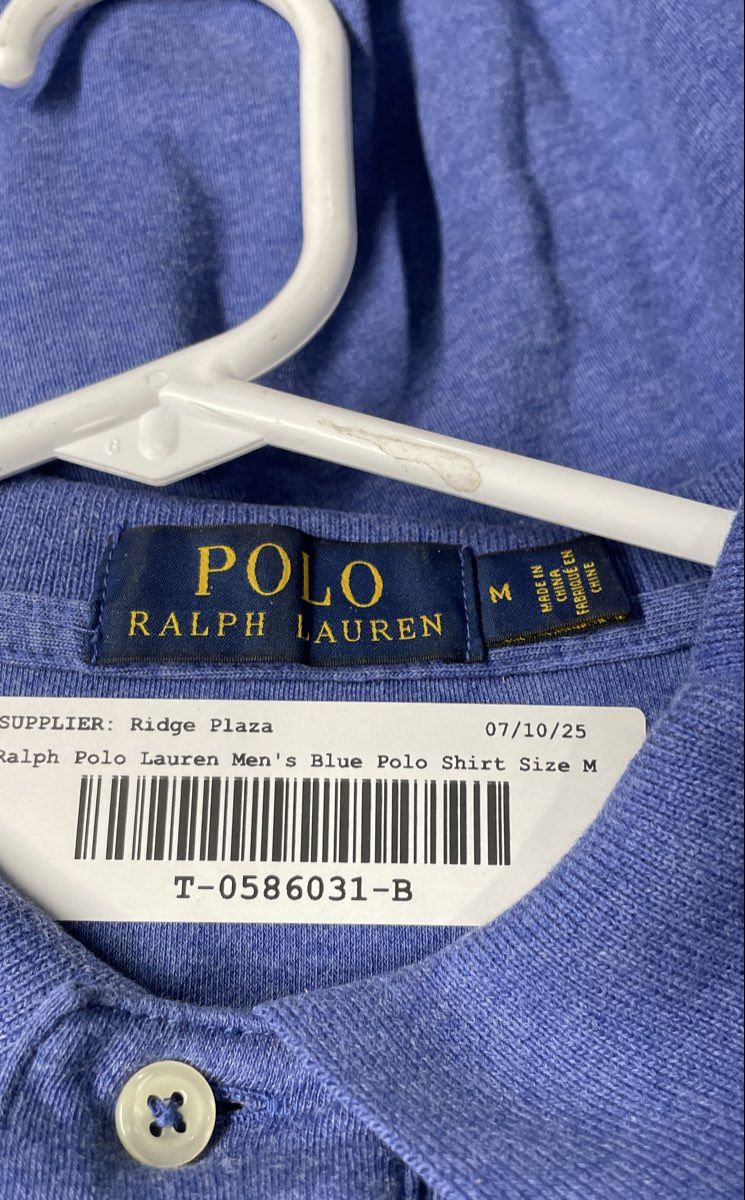 POLO
RALPH LAUREN
M
MADE IN
CHINA
FABRIQUÉ EN
CHINE
SUPPLIER: Ridge Plaza 07/10/25
Ralph Polo Lauren Men's Blue Polo Shirt Size M
T-0586031-B